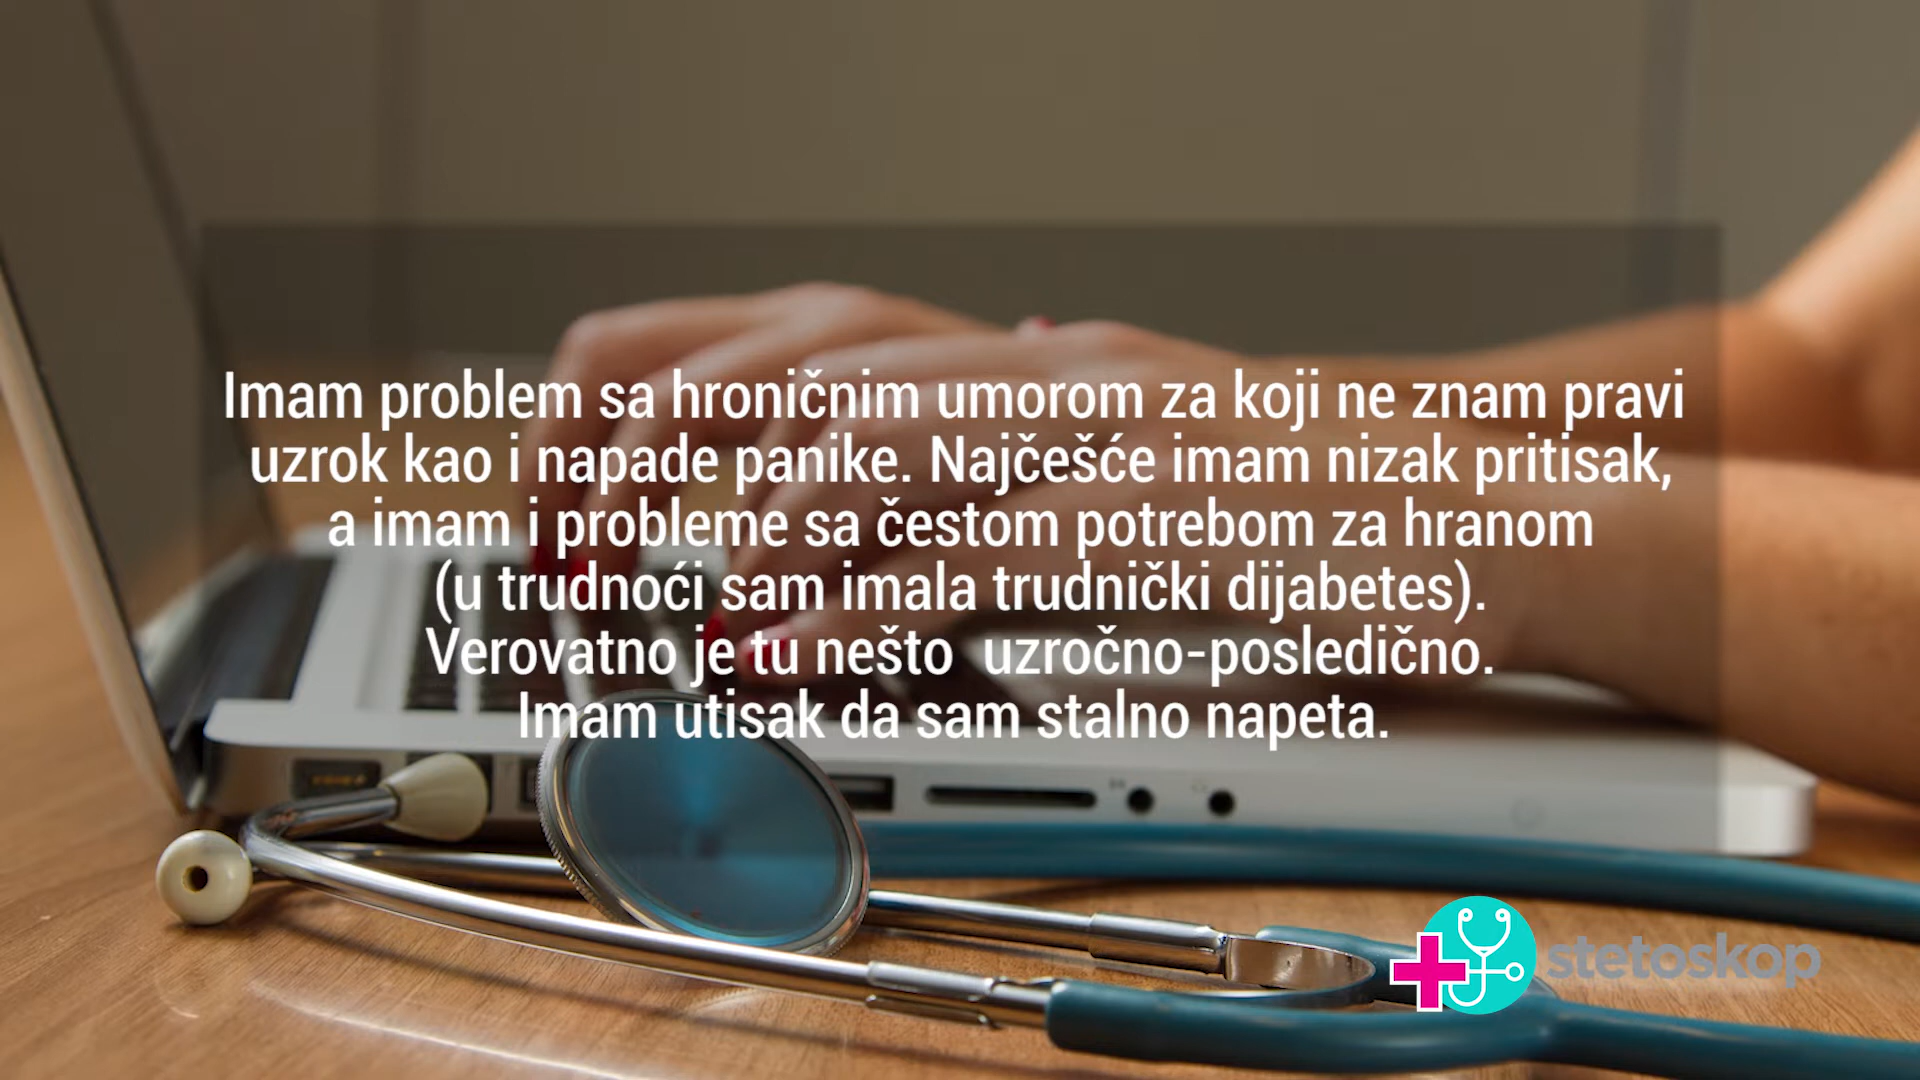 Imam problem sa hroničnim umorom za koji ne znam pravi
uzrok kao i napade panike. Najčešće imam nizak pritisak,
a imam i probleme sa čestom potrebom za hranom
(u trudnoći sam imala trudnički dijabetes).
Verovatno je tu nešto  uzročno-posledično.
Imam utisak da sam stalno napeta.
stetoskop